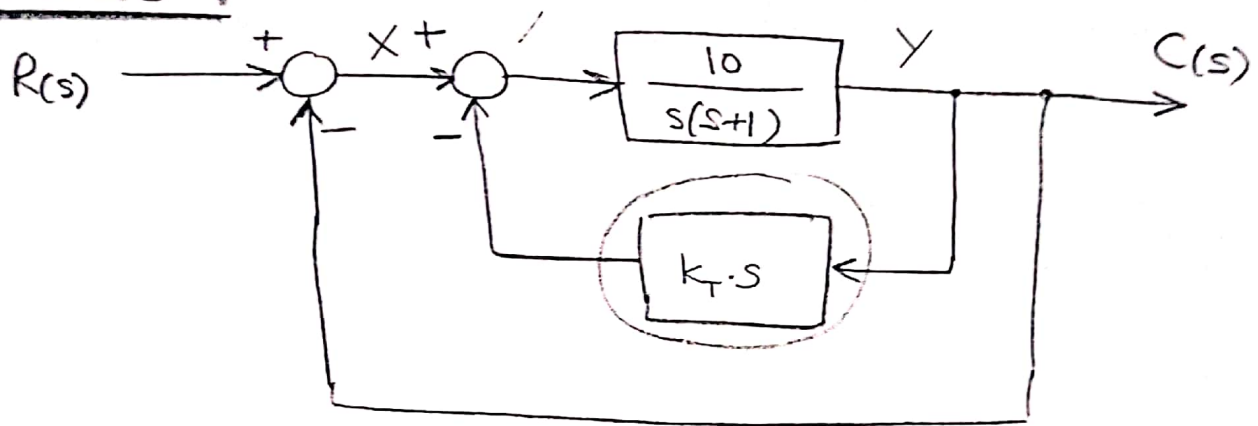 R(s)
+
−
X
+
−
10
s(s+1)
Y
C(s)
k_T·s